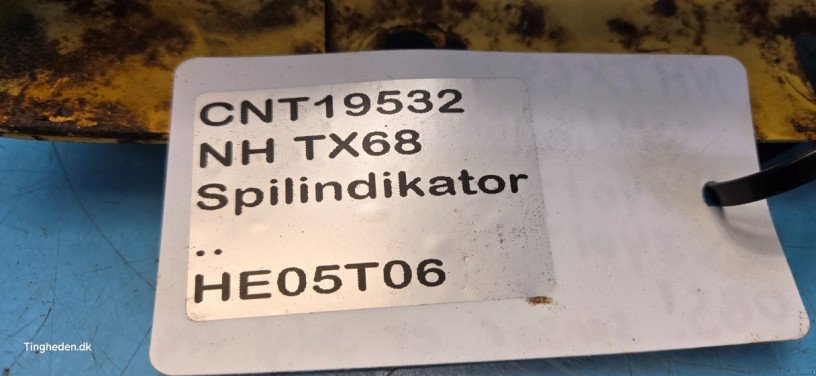 CNT19532
NH TX68
Spilindikator
..
HE05T06
Tingheden.dk